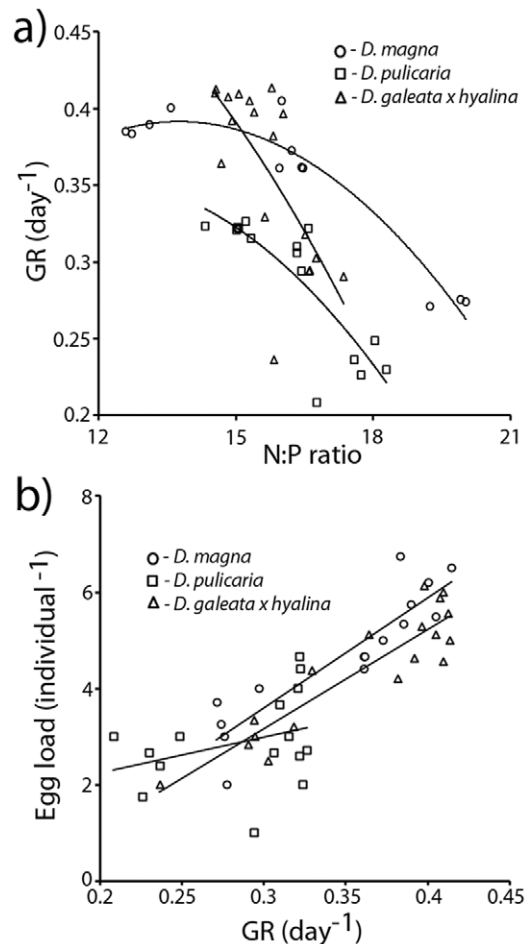 a)
0.45
0.4
0.35
0.3
0.25
0.2
GR (day-1)
○ - D. magna
□ - D. pulicaria
△ - D. galeata x hyalina
12 15 18 21
N:P ratio
b)
8
6
4
2
0
Egg load (individual -1)
○ - D. magna
□ - D. pulicaria
△ - D. galeata x hyalina
0.2 0.25 0.3 0.35 0.4 0.45
GR (day-1)